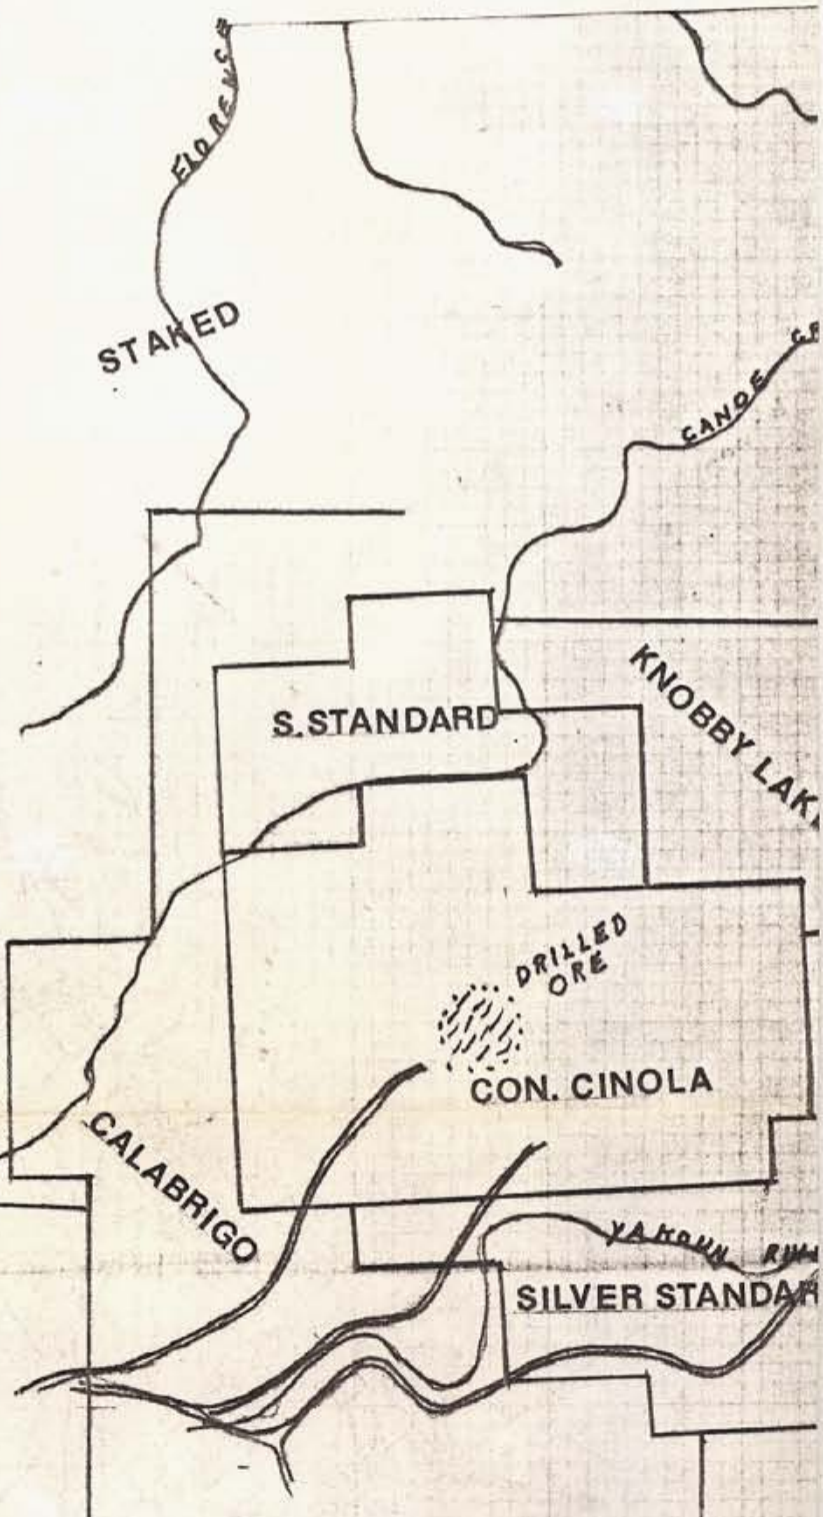 FLORENCE
STAKED
CANOE
S.STANDARD
KNOBBY LAK
DRILLED
ORE
CON. CINOLA
CALABRIGO
YAKOUN
SILVER STANDAR